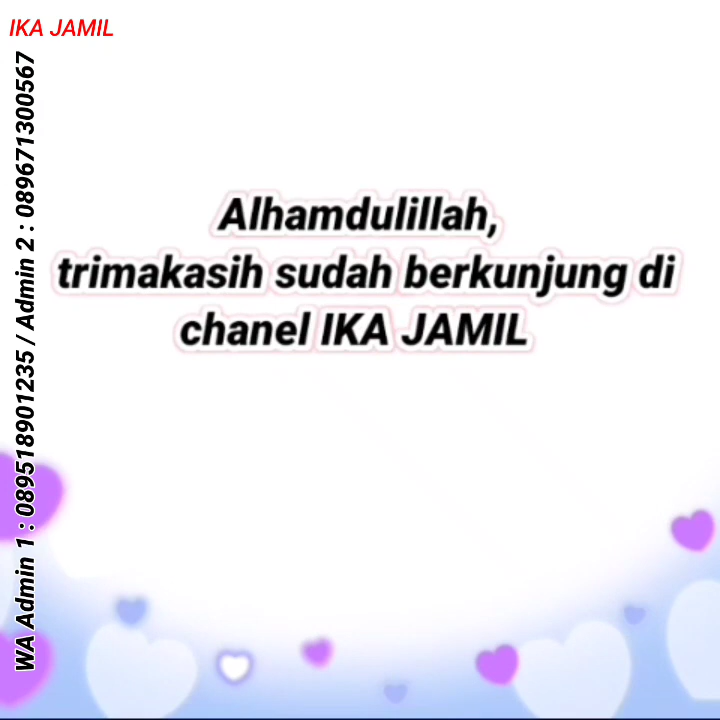 IKA JAMIL
WA Admin 1 : 089518901235 / Admin 2 : 089671300567
Alhamdulillah,
trimakasih sudah berkunjung di
chanel IKA JAMIL